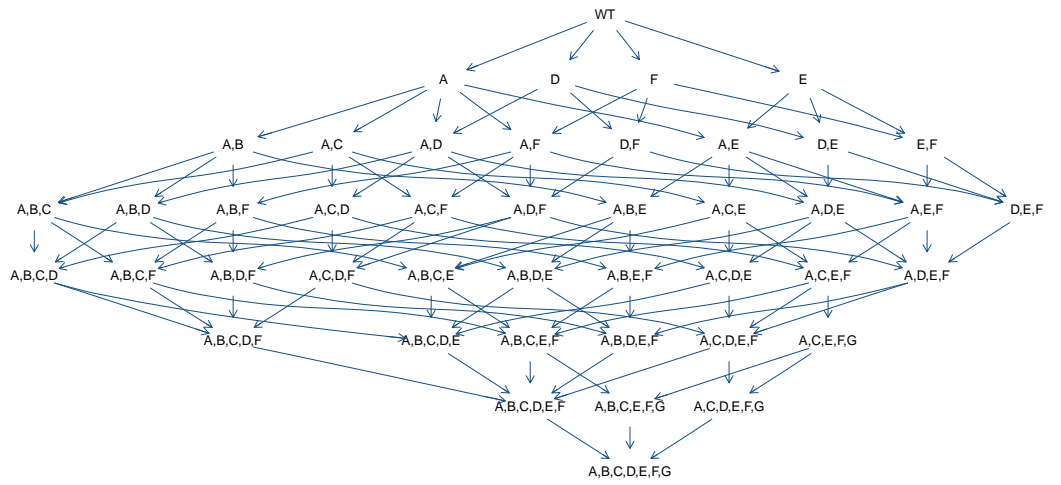 WT
A D F E
A,B A,C A,D A,F D,F A,E D,E E,F
A,B,C A,B,D A,B,F A,C,D A,C,F A,D,F A,B,E A,C,E A,D,E A,E,F D,E,F
A,B,C,D A,B,C,F A,B,D,F A,C,D,F A,B,C,E A,B,D,E A,B,E,F A,C,D,E A,C,E,F A,D,E,F
A,B,C,D,F A,B,C,D,E A,B,C,E,F A,B,D,E,F A,C,D,E,F A,C,E,F,G
A,B,C,D,E,F A,B,C,E,F,G A,C,D,E,F,G
A,B,C,D,E,F,G